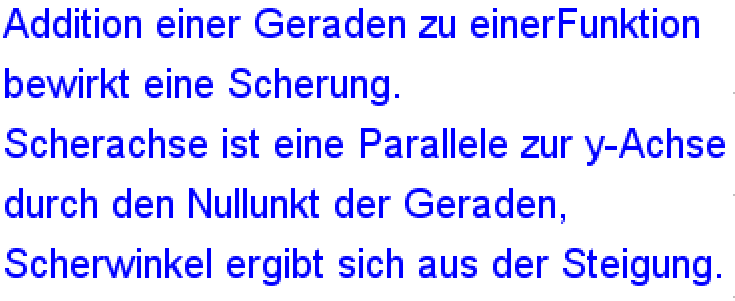 Addition einer Geraden zu einerFunktion
bewirkt eine Scherung.
Scherachse ist eine Parallele zur y-Achse
durch den Nullunkt der Geraden,
Scherwinkel ergibt sich aus der Steigung.